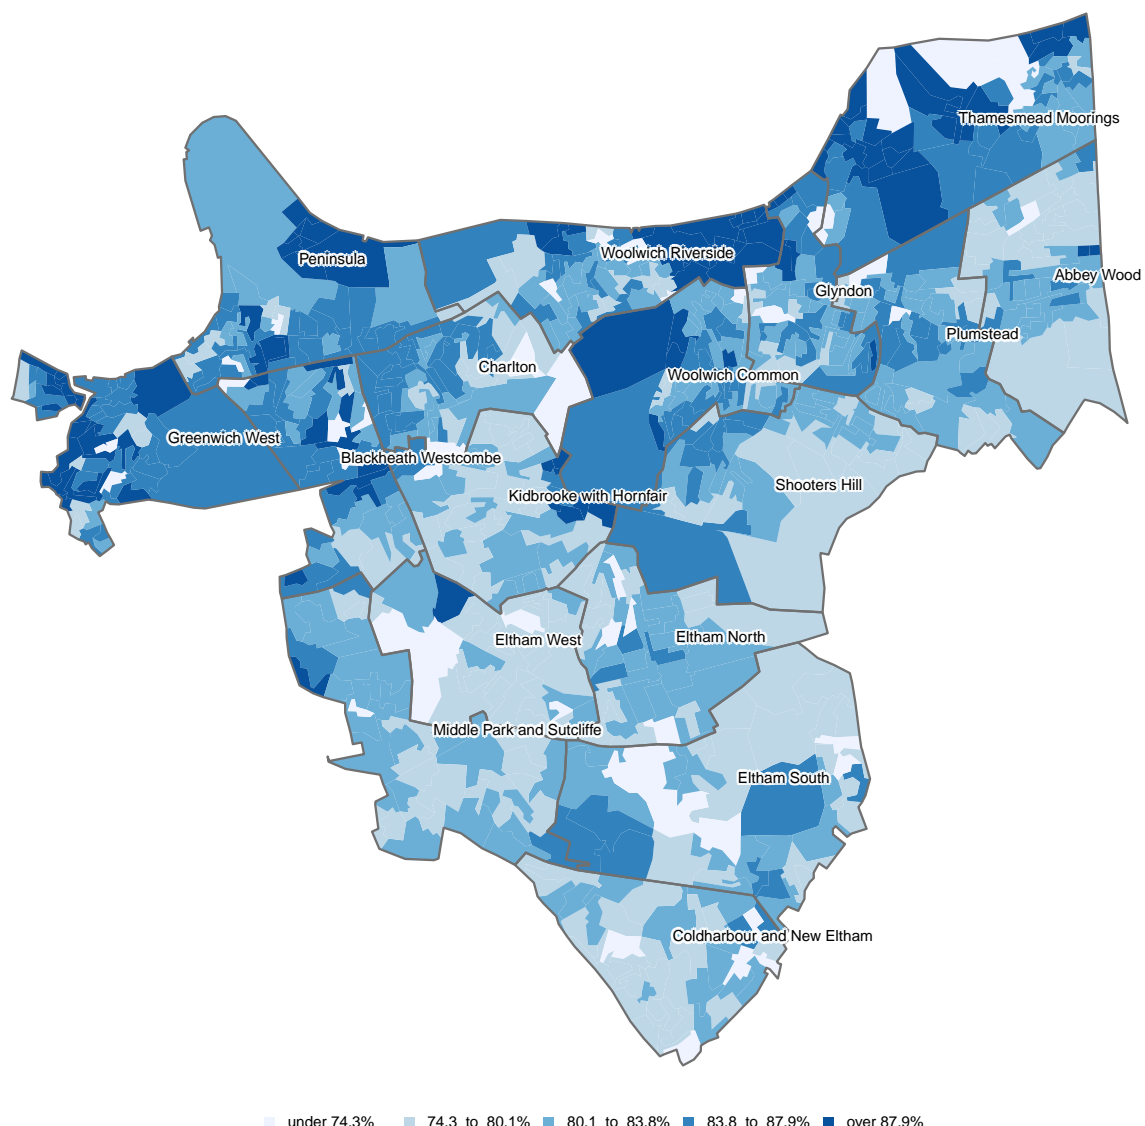 Thamesmead Moorings
Peninsula
Woolwich Riverside
Abbey Wood
Glyndon
Plumstead
Charlton
Woolwich Common
Greenwich West
Blackheath Westcombe
Shooters Hill
Kidbrooke with Hornfair
Eltham West
Eltham North
Middle Park and Sutcliffe
Eltham South
Coldharbour and New Eltham
under 74.3% 74.3 to 80.1% 80.1 to 83.8% 83.8 to 87.9% over 87.9%